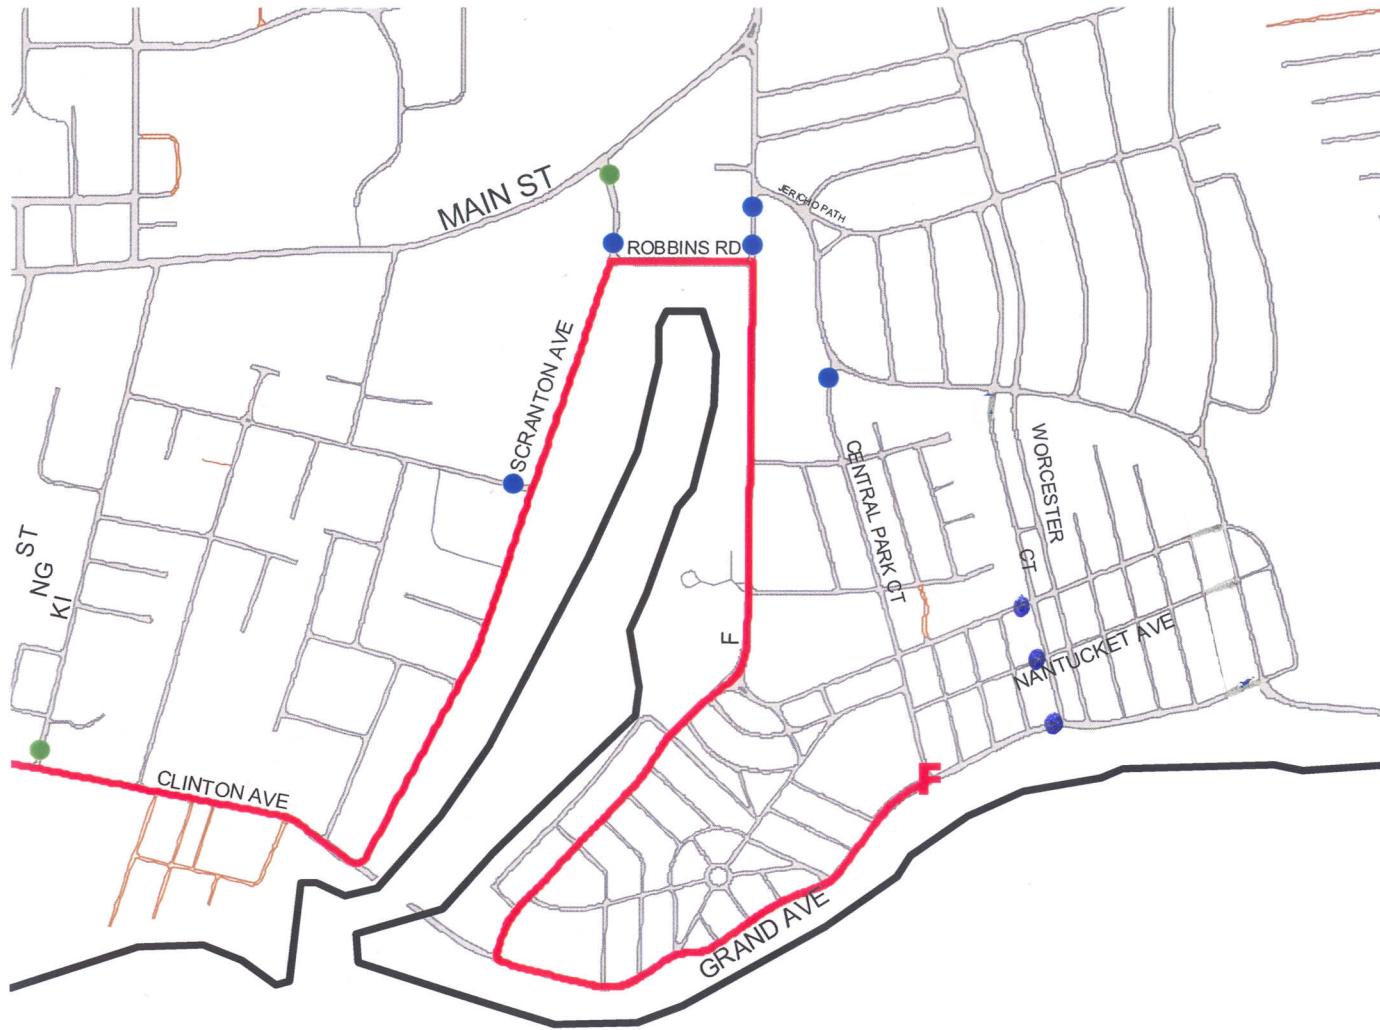 MAIN ST
JERICHO PATH
ROBBINS RD
SCRANTON AVE
WORCESTER
CT
CENTRAL PARK CT
KI
NG
ST
F
NANTUCKET AVE
CLINTON AVE
F
GRAND AVE